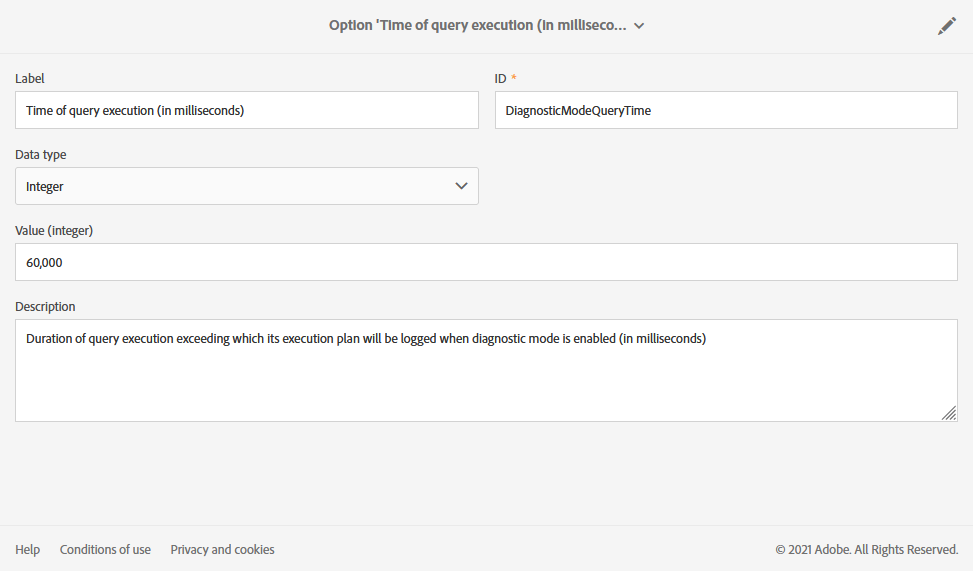 Option 'Time of query execution (in milliseco...
Label
ID *
Time of query execution (in milliseconds)
DiagnosticModeQueryTime
Data type
Integer
Value (integer)
60,000
Description
Duration of query execution exceeding which its execution plan will be logged when diagnostic mode is enabled (in milliseconds)
Help
Conditions of use
Privacy and cookies
© 2021 Adobe. All Rights Reserved.